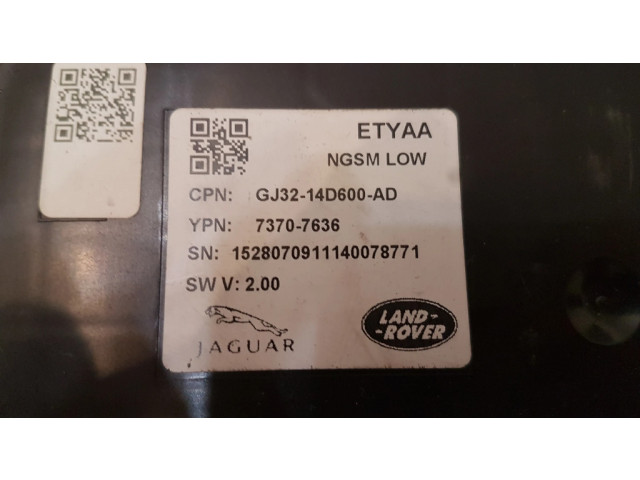 ETYAA
NGSM LOW
CPN: GJ32-14D600-AD
YPN: 7370-7636
SN: 1528070911140078771
SW V: 2.00
JAGUAR
LAND-
-ROVER